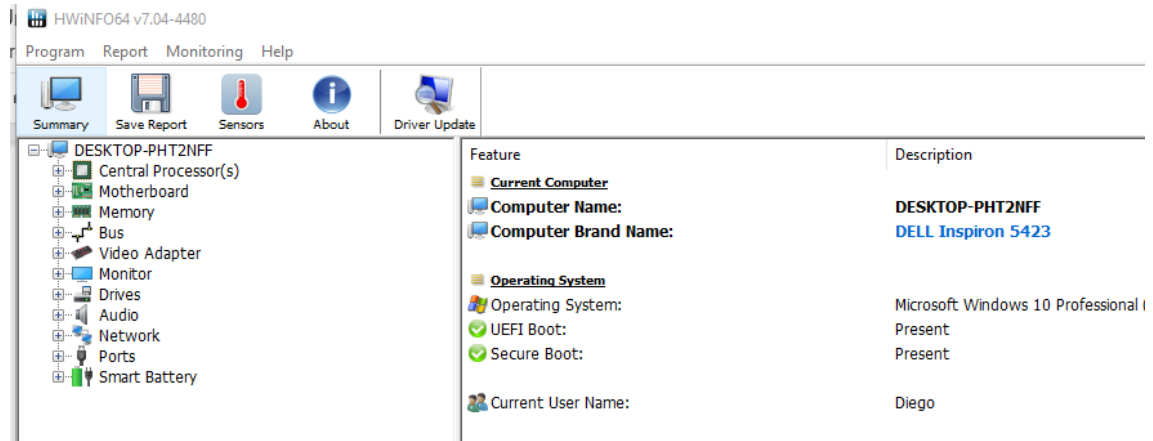 HWiNFO64 v7.04-4480
Program Report Monitoring Help
Summary Save Report Sensors About Driver Update
DESKTOP-PHT2NFF
Central Processor(s)
Motherboard
Memory
Bus
Video Adapter
Monitor
Drives
Audio
Network
Ports
Smart Battery
Feature Description
Current Computer
Computer Name: DESKTOP-PHT2NFF
Computer Brand Name: DELL Inspiron 5423
Operating System
Operating System: Microsoft Windows 10 Professional (
UEFI Boot: Present
Secure Boot: Present
Current User Name: Diego